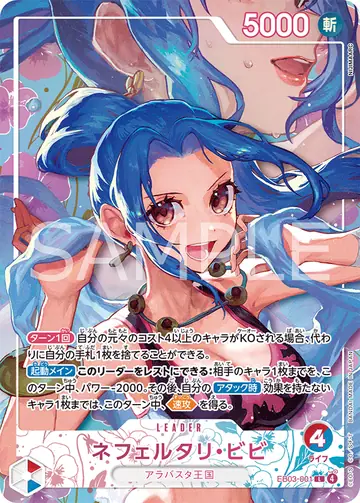 5000 斬
SAMPLE
ターン1回 自分の元々のコスト4以上のキャラがKOされる場合、代
わりに自分の手札1枚を捨てることができる。
起動メイン このリーダーをレストにできる:相手のキャラ1枚までを、こ
のターン中、パワー-2000。その後、自分の アタック時 効果を持たない
キャラ1枚までは、このターン中、速攻 を得る。
LEADER
ネフェルタリ・ビビ
アラバスタ王国
4
ライフ
EB03-001 L 4